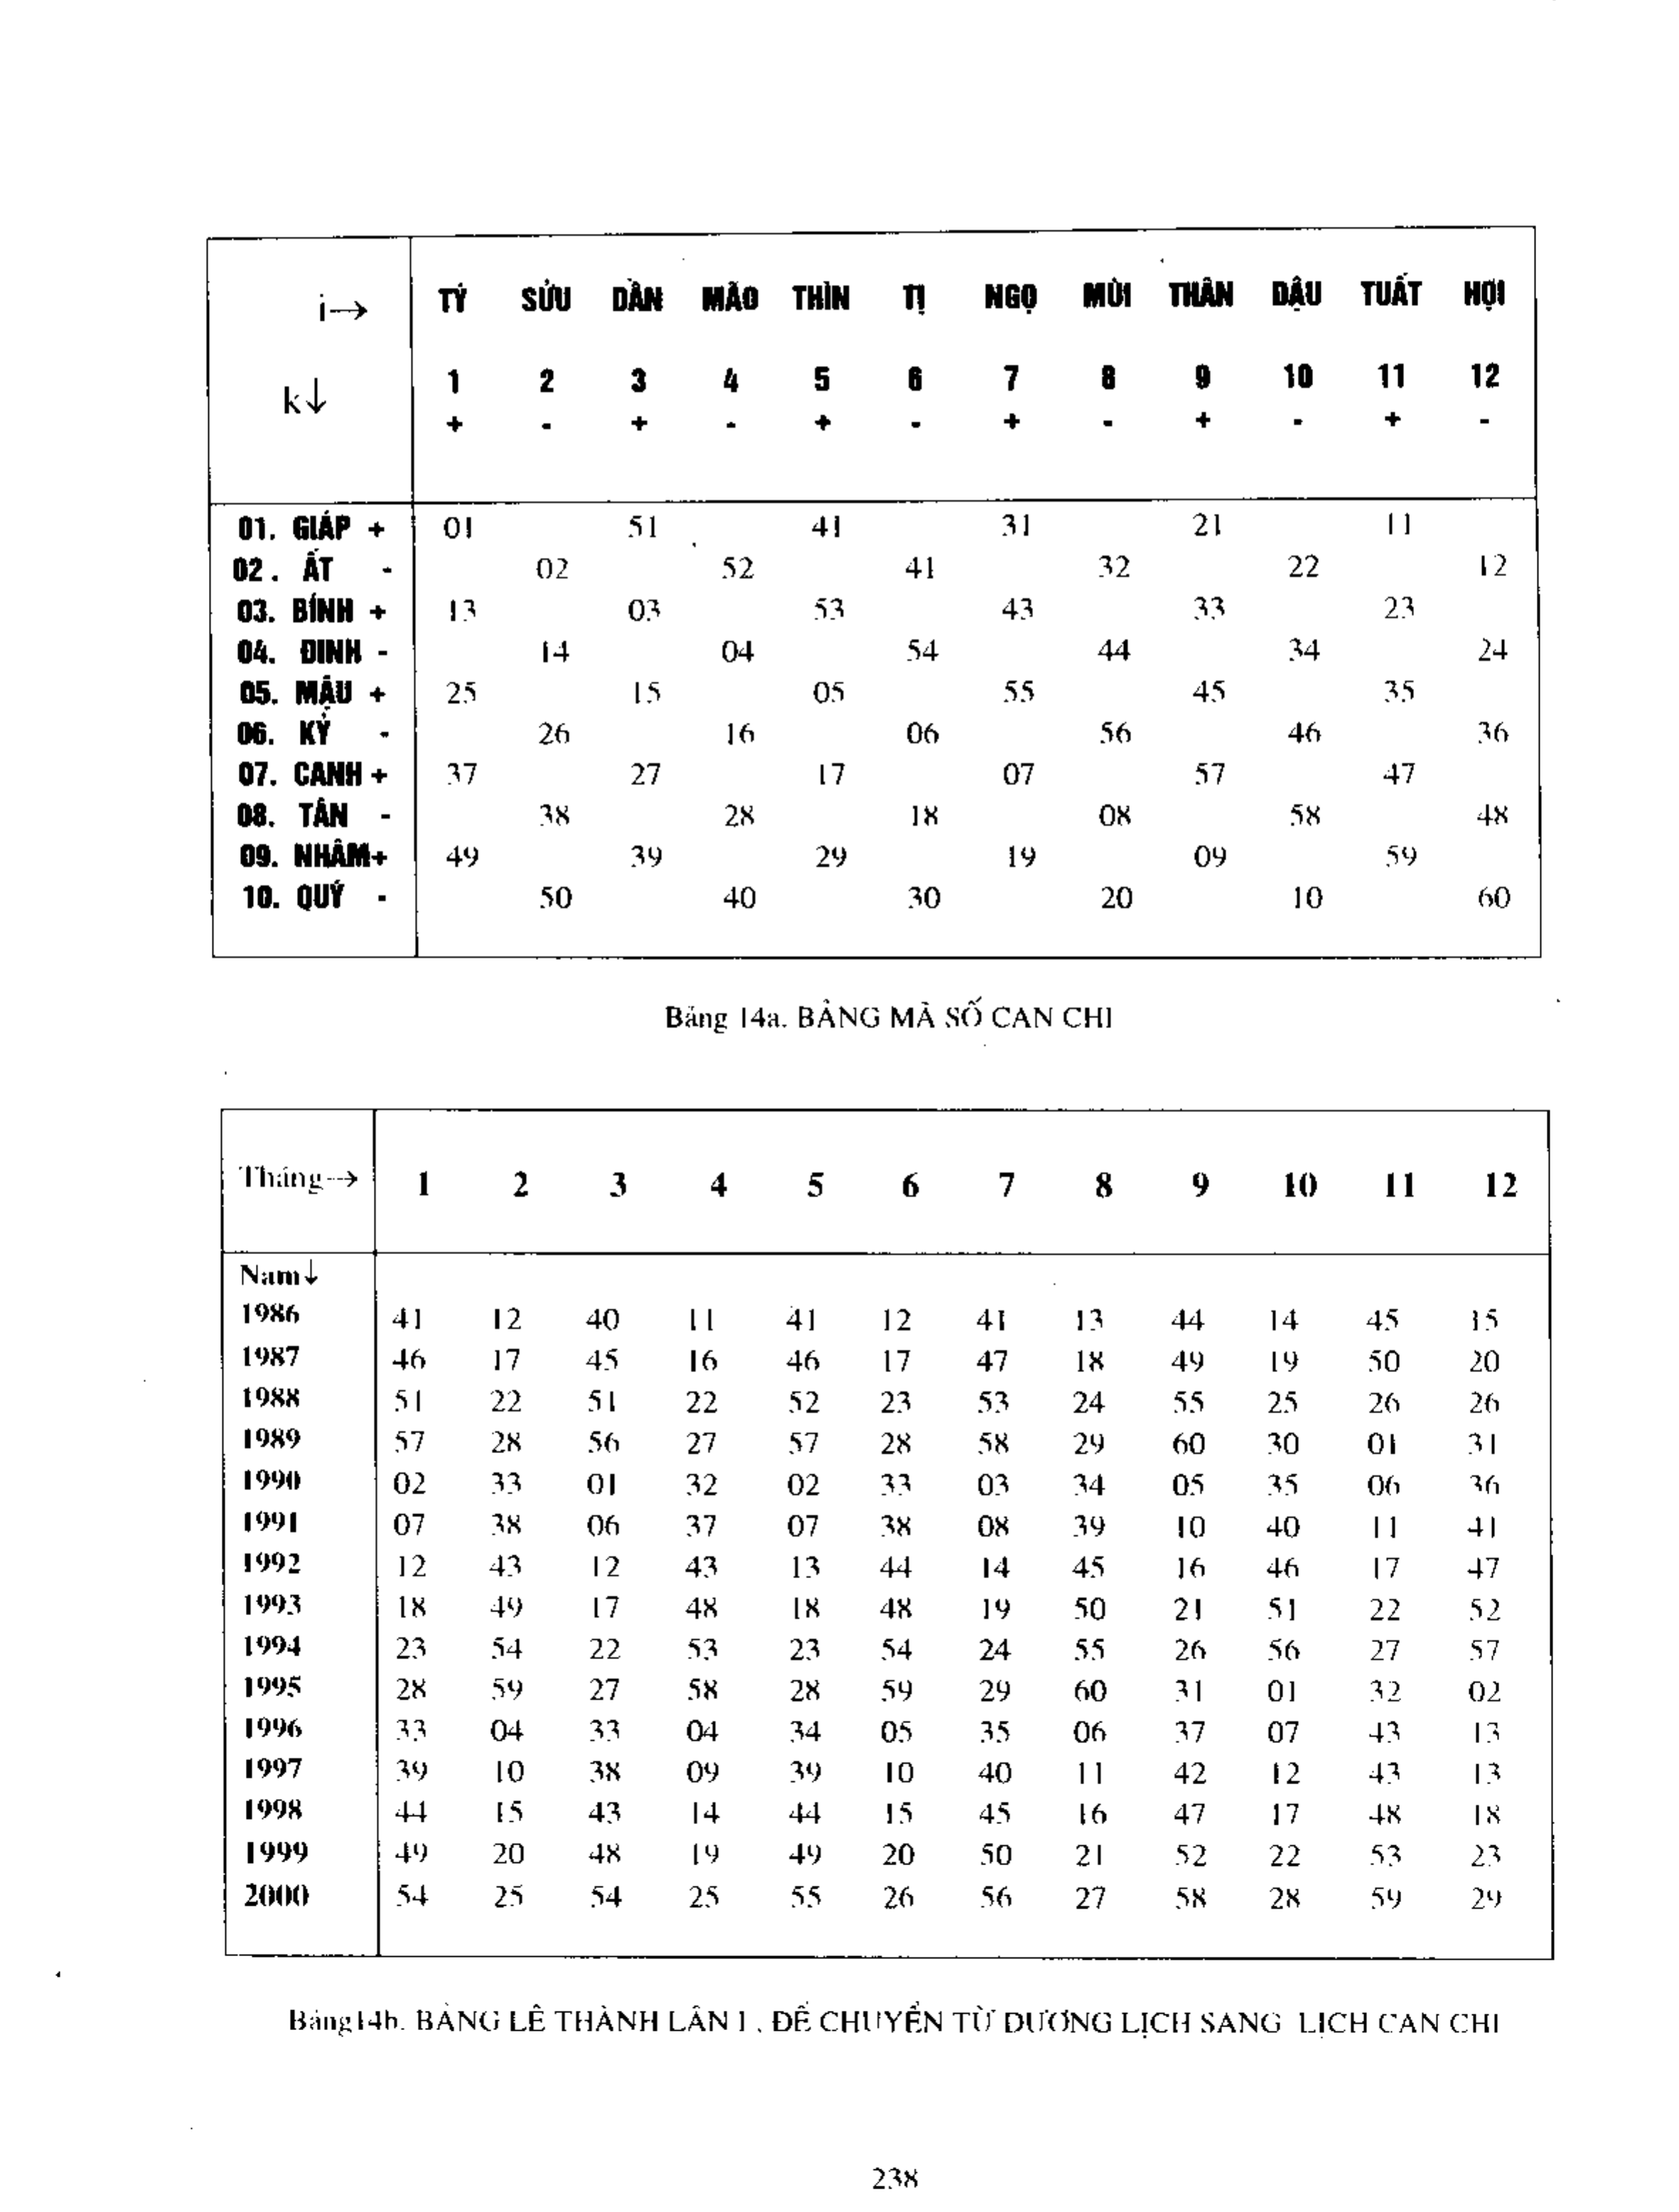 i→ TÝ SỬU DẦN MÃO THÌN TỊ NGỌ MÙI THÂN DẬU TUẤT HỢI
k↓ 1 2 3 4 5 6 7 8 9 10 11 12
+ - + - + - + - + - + -
01. GIÁP + 01 51 41 31 21 11
02. ẤT - 02 52 41 32 22 12
03. BÍNH + 13 03 53 43 33 23
04. ĐINH - 14 04 54 44 34 24
05. MẬU + 25 15 05 55 45 35
06. KỶ - 26 16 06 56 46 36
07. CANH + 37 27 17 07 57 47
08. TÂN - 38 28 18 08 58 48
09. NHÂM+ 49 39 29 19 09 59
10. QUÝ - 50 40 30 20 10 60
Bảng 14a. BẢNG MÃ SỐ CAN CHI
Tháng→ 1 2 3 4 5 6 7 8 9 10 11 12
Nam↓
1986 41 12 40 11 41 12 41 13 44 14 45 15
1987 46 17 45 16 46 17 47 18 49 19 50 20
1988 51 22 51 22 52 23 53 24 55 25 26 26
1989 57 28 56 27 57 28 58 29 60 30 01 31
1990 02 33 01 32 02 33 03 34 05 35 06 36
1991 07 38 06 37 07 38 08 39 10 40 11 41
1992 12 43 12 43 13 44 14 45 16 46 17 47
1993 18 49 17 48 18 48 19 50 21 51 22 52
1994 23 54 22 53 23 54 24 55 26 56 27 57
1995 28 59 27 58 28 59 29 60 31 01 32 02
1996 33 04 33 04 34 05 35 06 37 07 43 13
1997 39 10 38 09 39 10 40 11 42 12 43 13
1998 44 15 43 14 44 15 45 16 47 17 48 18
1999 49 20 48 19 49 20 50 21 52 22 53 23
2000 54 25 54 25 55 26 56 27 58 28 59 29
Bảng14b. BẢNG LÊ THÀNH LÂN 1, ĐỂ CHUYỂN TỪ DƯƠNG LỊCH SANG LỊCH CAN CHI
238